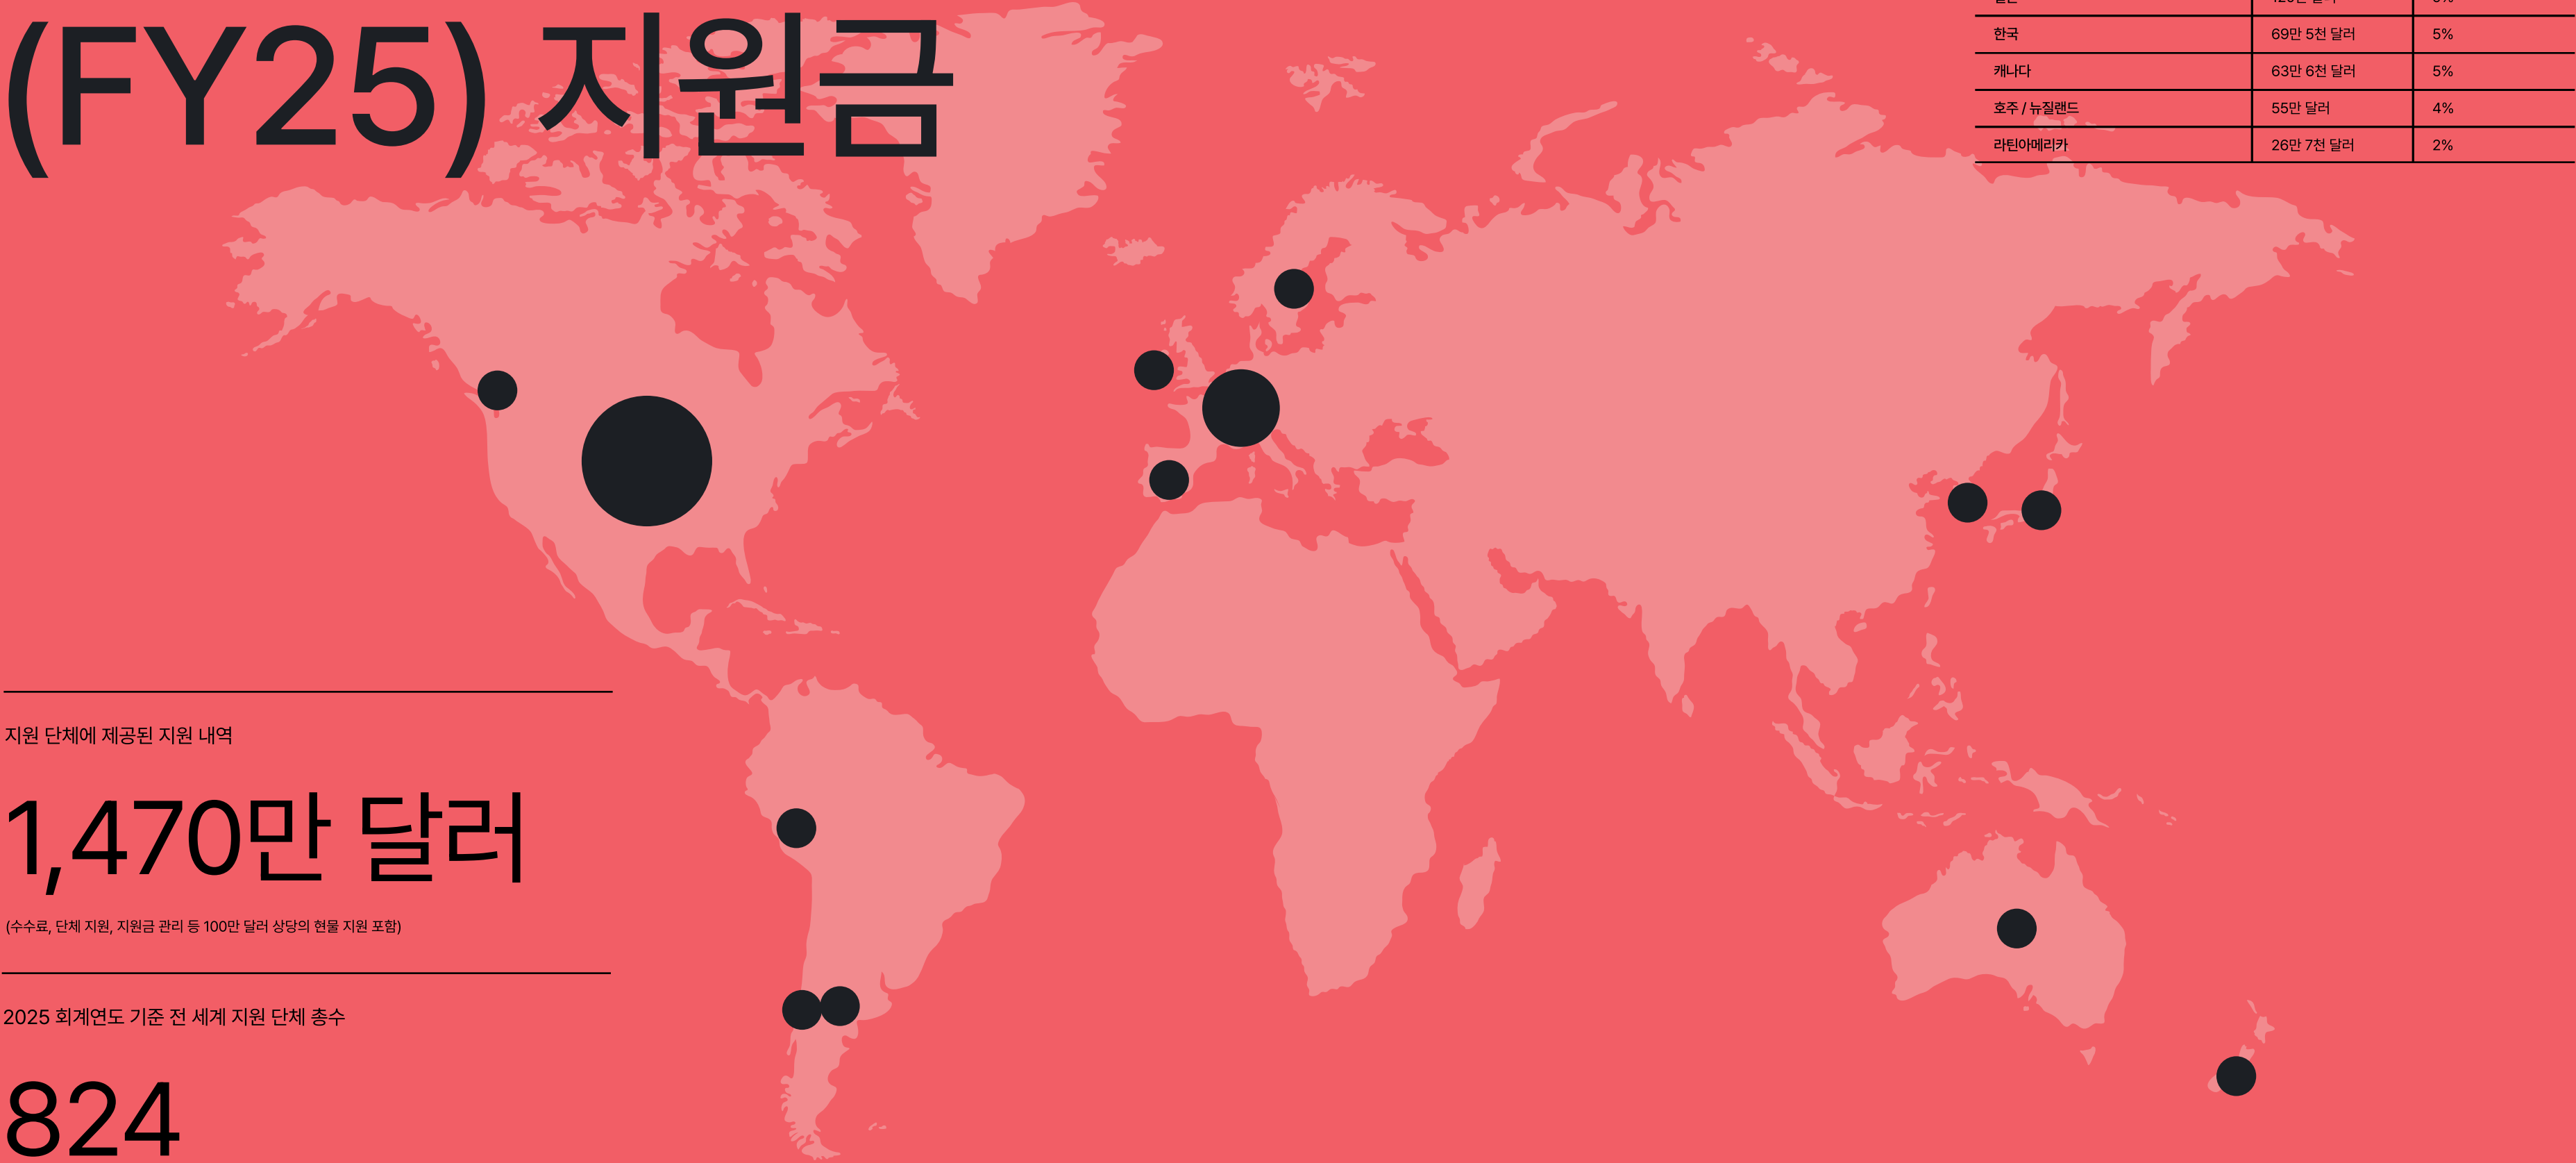 (FY25) 지원금
한국 69만 5천 달러 5%
캐나다 63만 6천 달러 5%
호주 / 뉴질랜드 55만 달러 4%
라틴아메리카 26만 7천 달러 2%
지원 단체에 제공된 지원 내역
1,470만 달러
(수수료, 단체 지원, 지원금 관리 등 100만 달러 상당의 현물 지원 포함)
2025 회계연도 기준 전 세계 지원 단체 총수
824